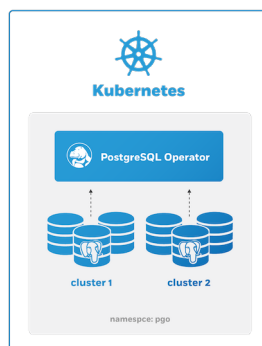 Kubernetes
PostgreSQL Operator
cluster 1
cluster 2
namespce: pgo